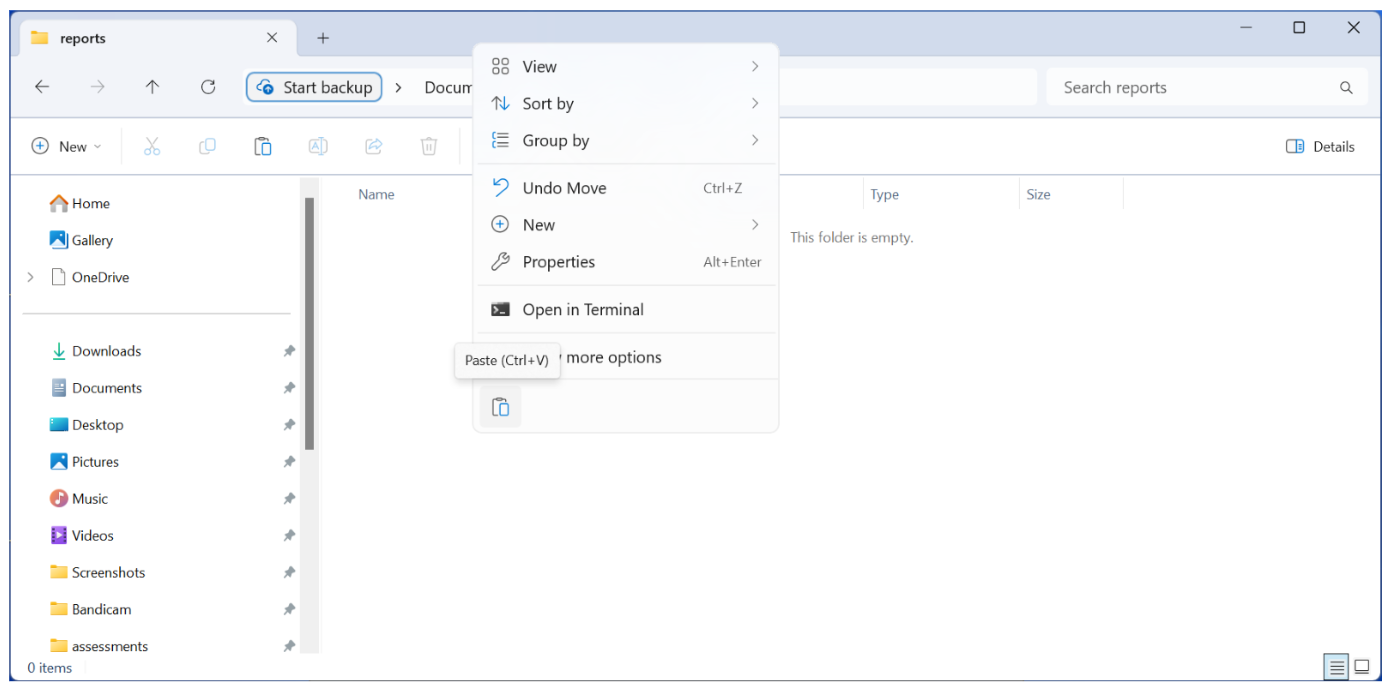 reports
Start backup > Docum
Search reports
New
Details
View
Sort by
Group by
Undo Move Ctrl+Z
New
Properties Alt+Enter
Open in Terminal
more options
Paste (Ctrl+V)
Name Type Size
This folder is empty.
Home
Gallery
OneDrive
Downloads
Documents
Desktop
Pictures
Music
Videos
Screenshots
Bandicam
assessments
0 items